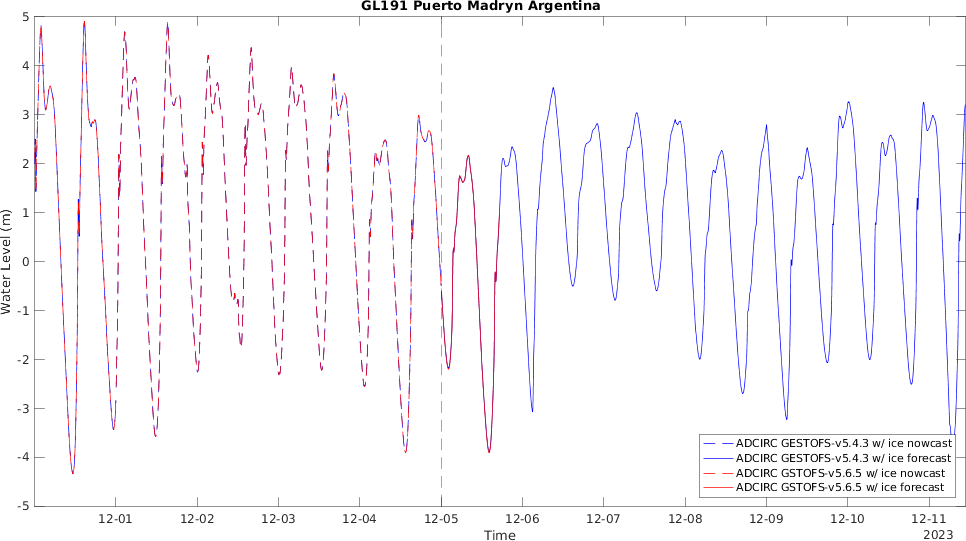 GL191 Puerto Madryn Argentina
5
4
3
2
1
0
-1
-2
-3
-4
-5
Water Level (m)
ADCIRC GESTOFS-v5.4.3 w/ ice nowcast
ADCIRC GESTOFS-v5.4.3 w/ ice forecast
ADCIRC GSTOFS-v5.6.5 w/ ice nowcast
ADCIRC GSTOFS-v5.6.5 w/ ice forecast
12-01 12-02 12-03 12-04 12-05 12-06 12-07 12-08 12-09 12-10 12-11
Time 2023